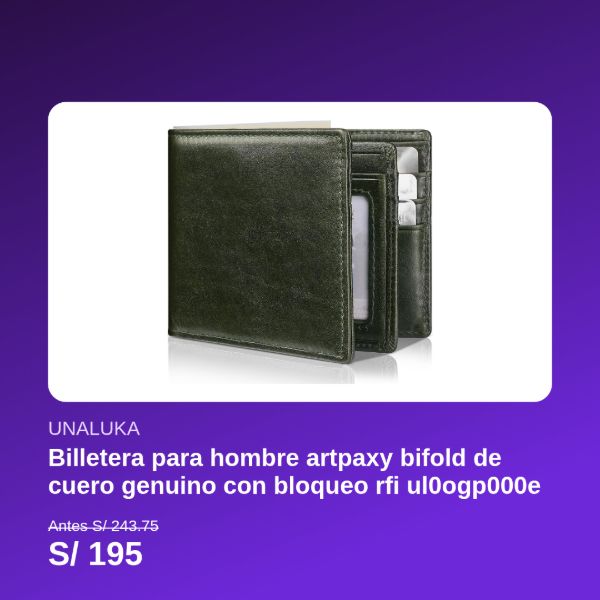 UNALUKA
Billetera para hombre artpaxy bifold de
cuero genuino con bloqueo rfi ul0ogp000e
Antes S/ 243.75
S/ 195